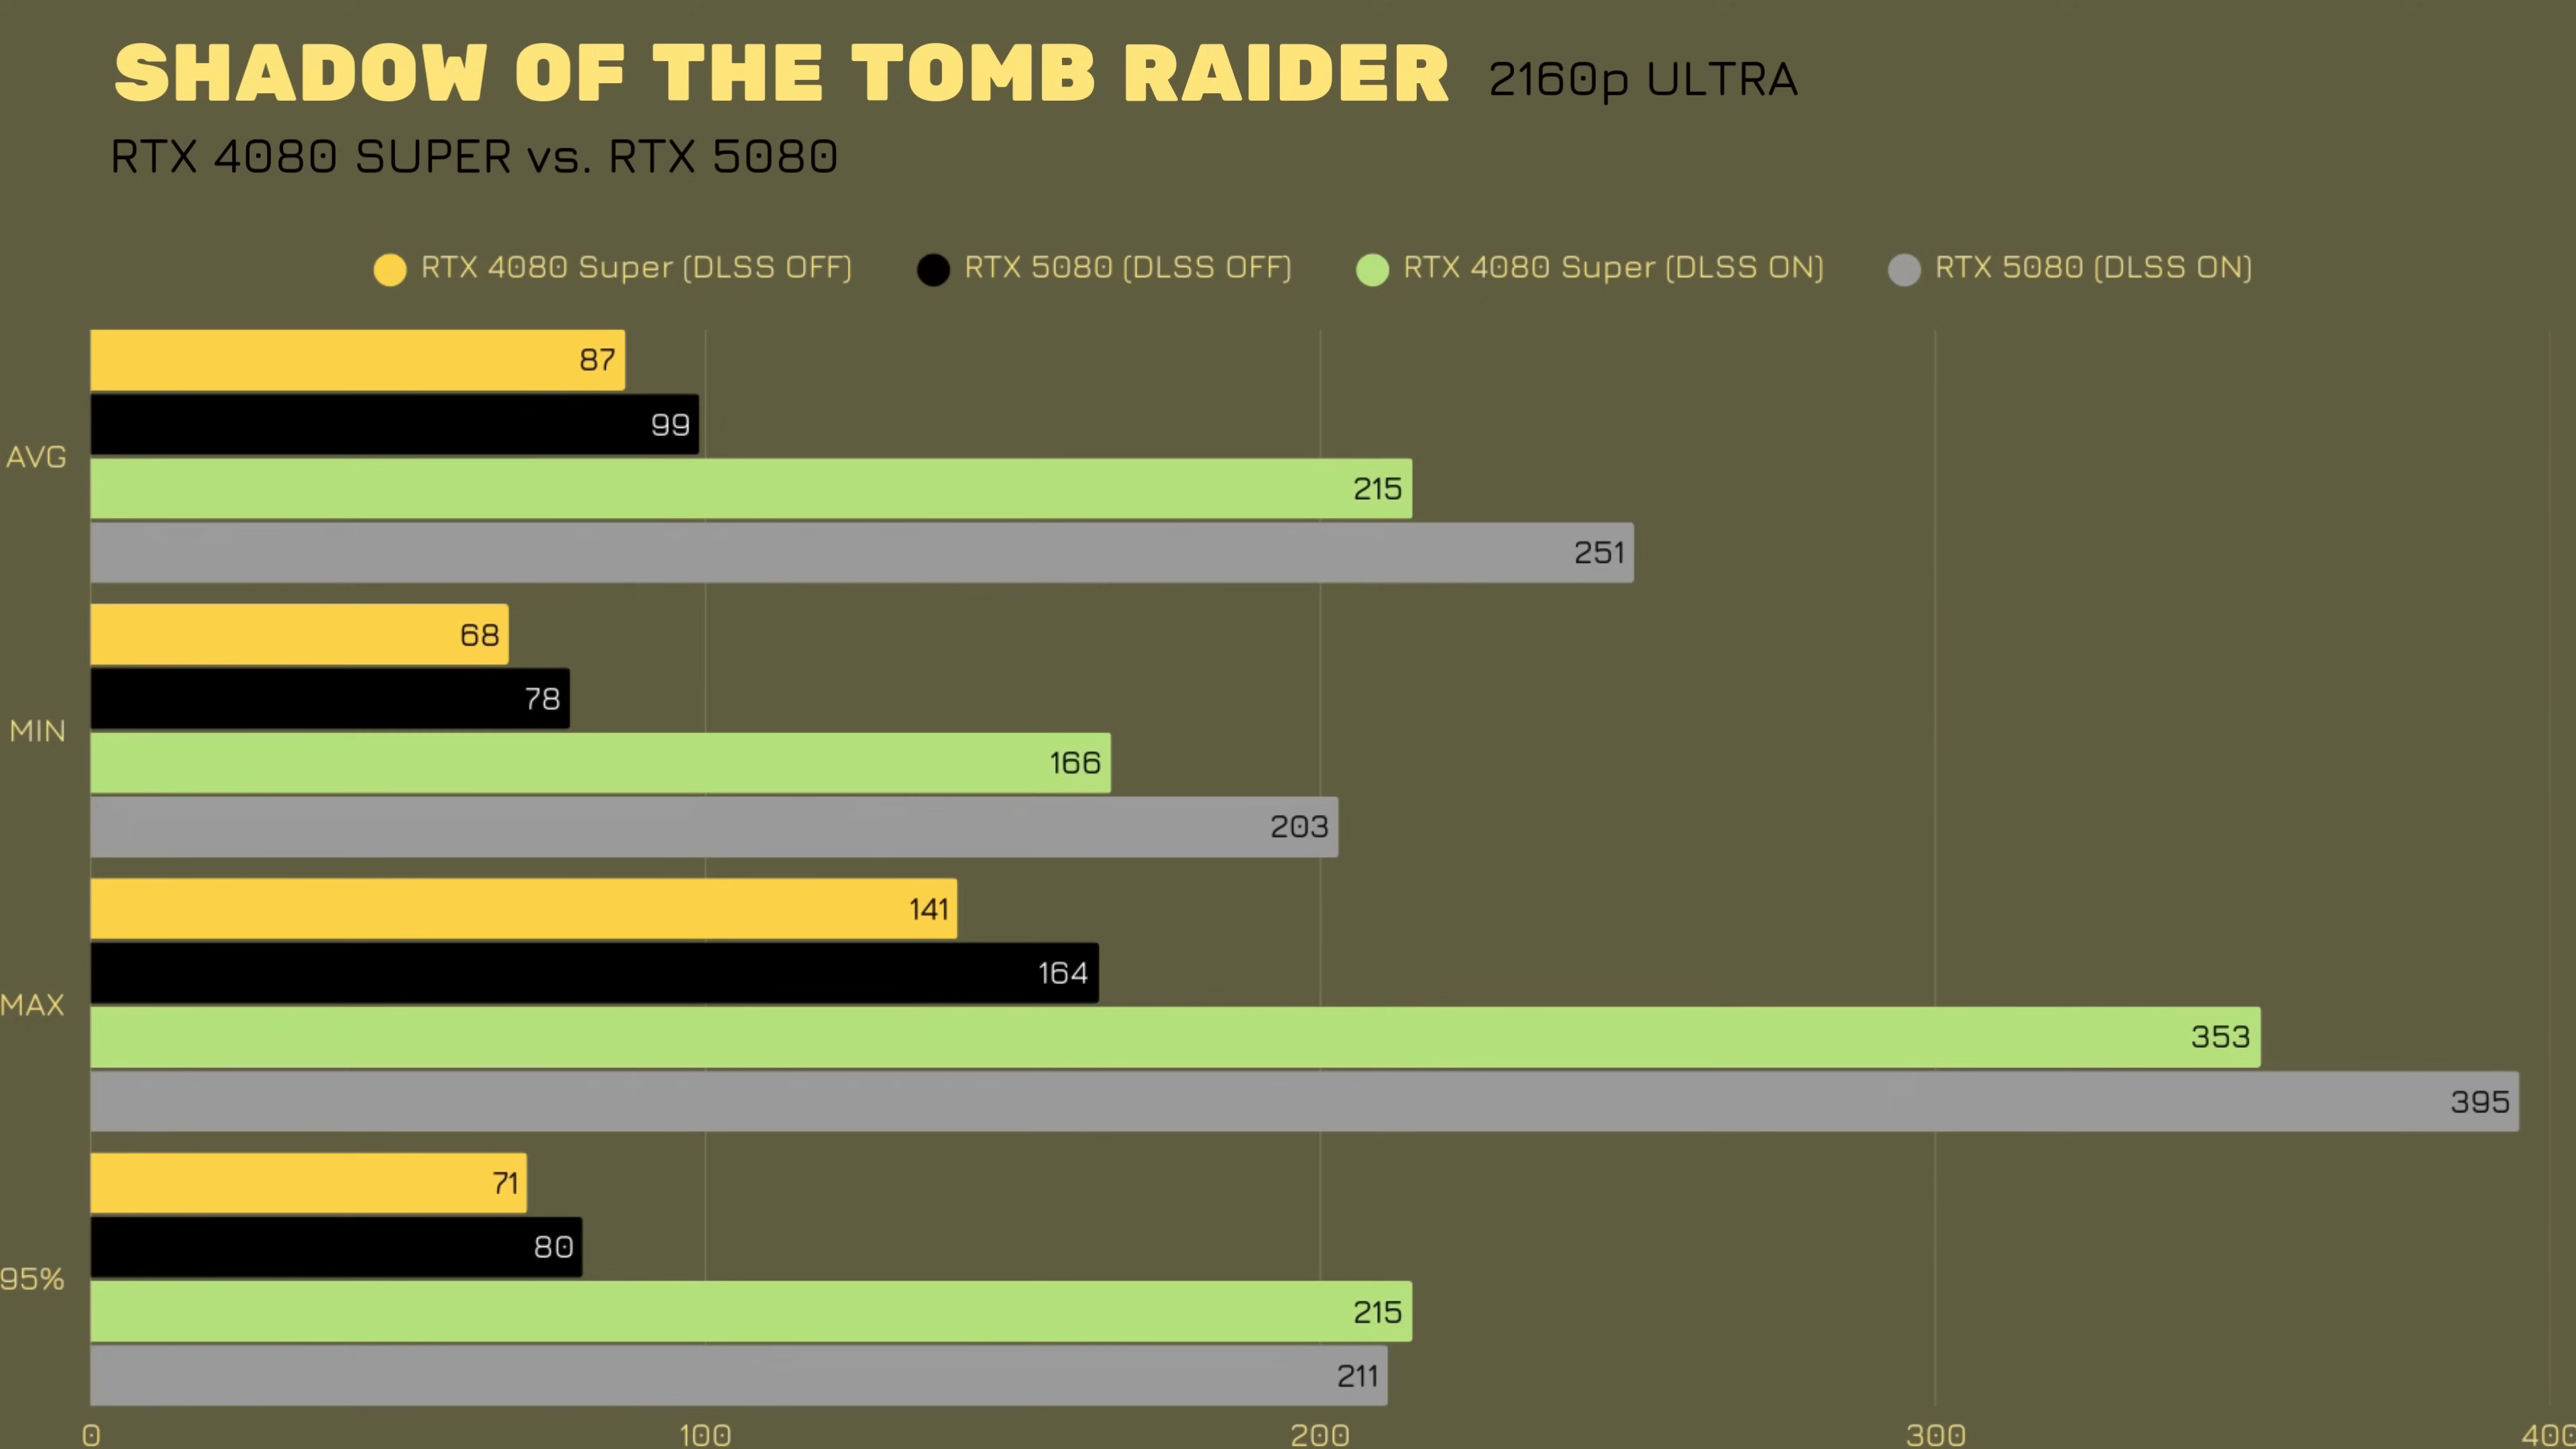 SHADOW OF THE TOMB RAIDER 2160p ULTRA
RTX 4080 SUPER vs. RTX 5080
RTX 4080 Super (DLSS OFF) RTX 5080 (DLSS OFF) RTX 4080 Super (DLSS ON) RTX 5080 (DLSS ON)
87
99
AVG
215
251
68
78
MIN
166
203
141
164
MAX
353
395
71
80
95%
215
211
0 100 200 300 400